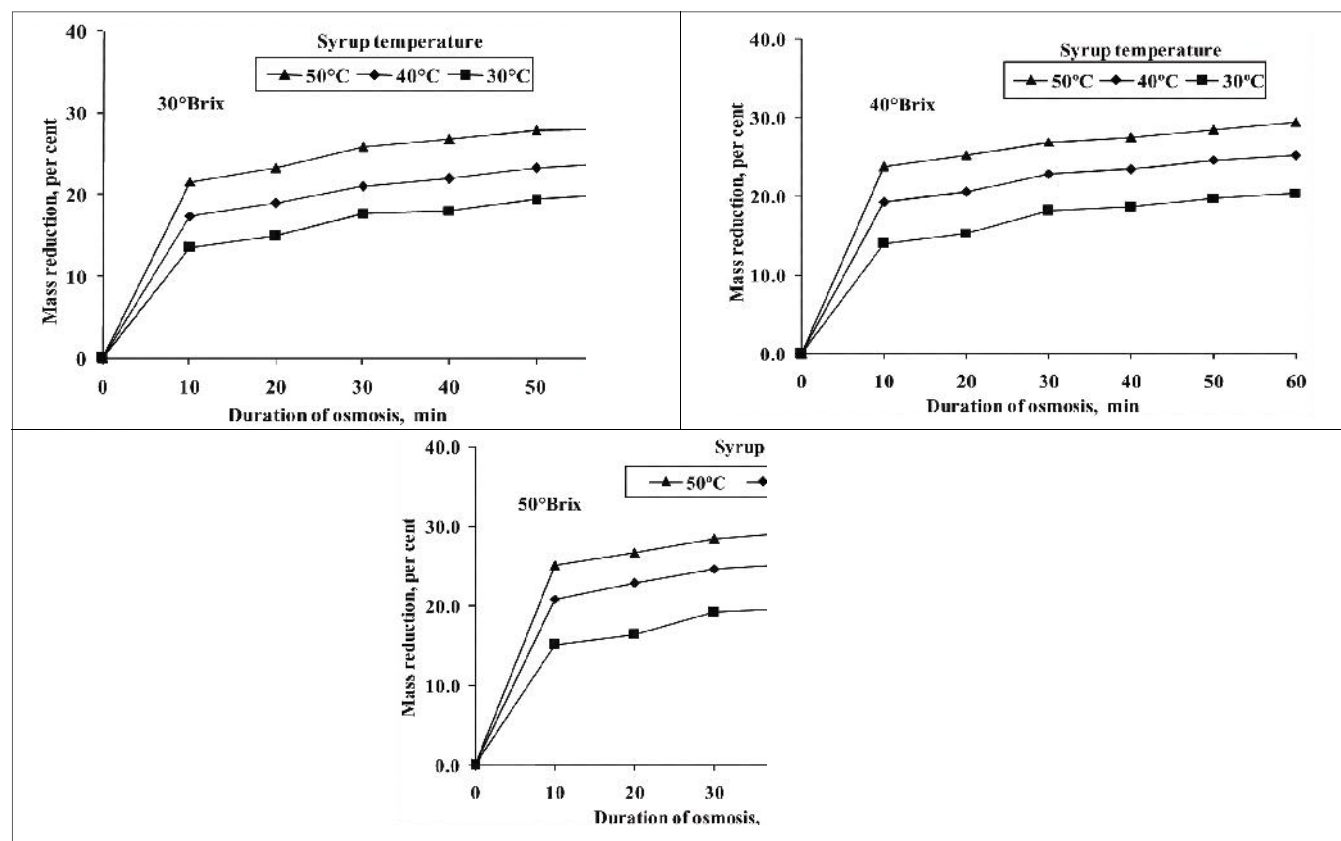 40
Syrup temperature
50°C 40°C 30°C
30°Brix
30
20
10
0
Mass reduction, per cent
0 10 20 30 40 50
Duration of osmosis, min
40.0
Syrup temperature
50°C 40°C 30°C
40°Brix
30.0
20.0
10.0
0.0
Mass reduction, per cent
0 10 20 30 40 50 60
Duration of osmosis, min
40.0
Syrup
50°C
50°Brix
30.0
20.0
10.0
0.0
Mass reduction, per cent
0 10 20 30
Duration of osmosis,